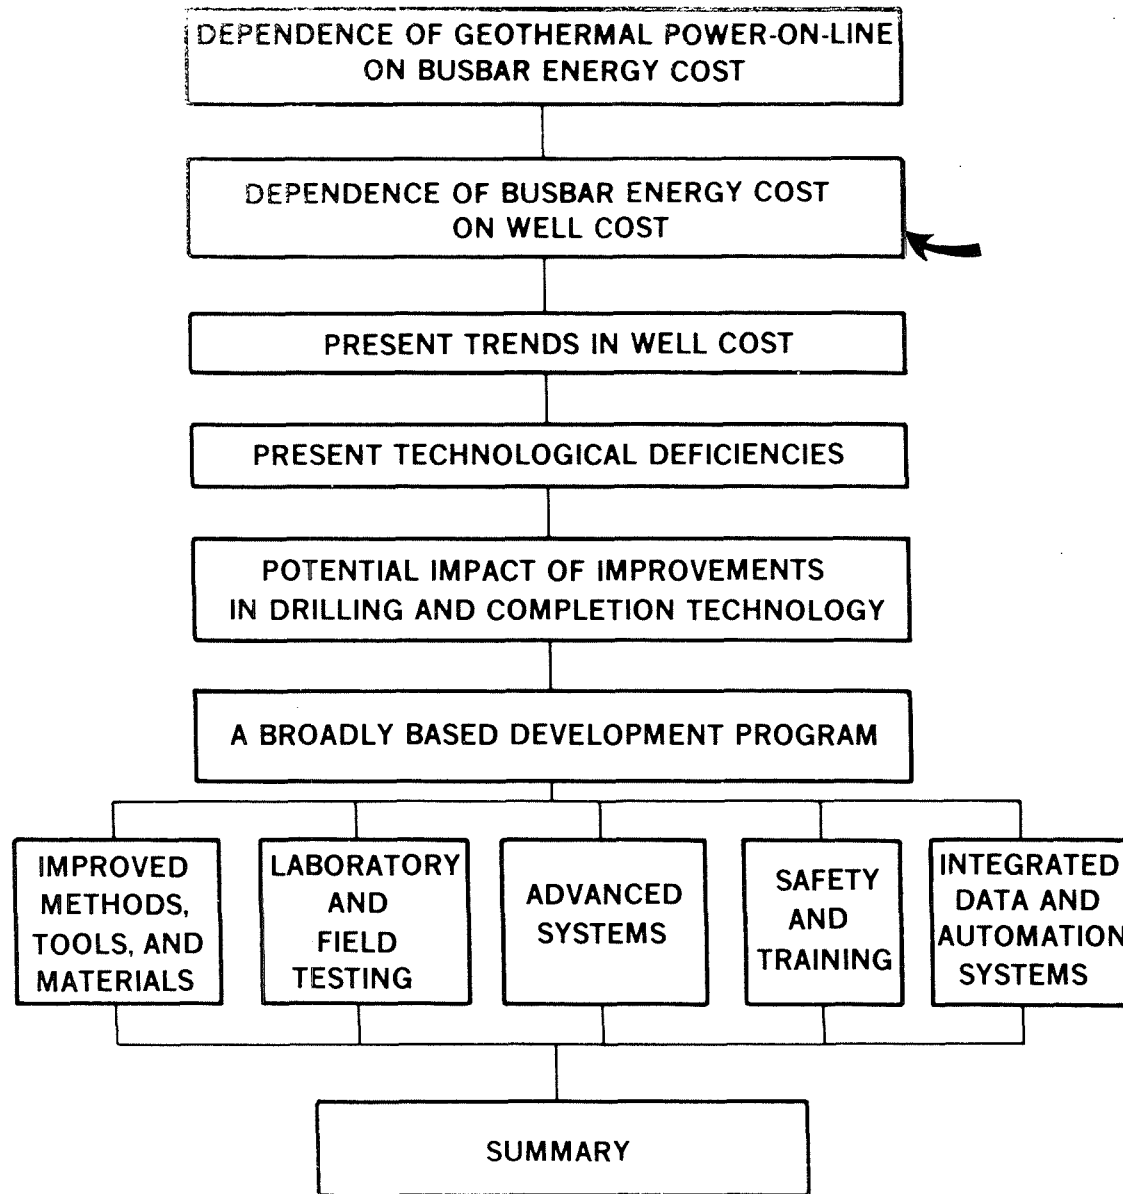 DEPENDENCE OF GEOTHERMAL POWER-ON-LINE
ON BUSBAR ENERGY COST
DEPENDENCE OF BUSBAR ENERGY COST
ON WELL COST
PRESENT TRENDS IN WELL COST
PRESENT TECHNOLOGICAL DEFICIENCIES
POTENTIAL IMPACT OF IMPROVEMENTS
IN DRILLING AND COMPLETION TECHNOLOGY
A BROADLY BASED DEVELOPMENT PROGRAM
IMPROVED
METHODS,
TOOLS, AND
MATERIALS
LABORATORY
AND
FIELD
TESTING
ADVANCED
SYSTEMS
SAFETY
AND
TRAINING
INTEGRATED
DATA AND
AUTOMATION
SYSTEMS
SUMMARY